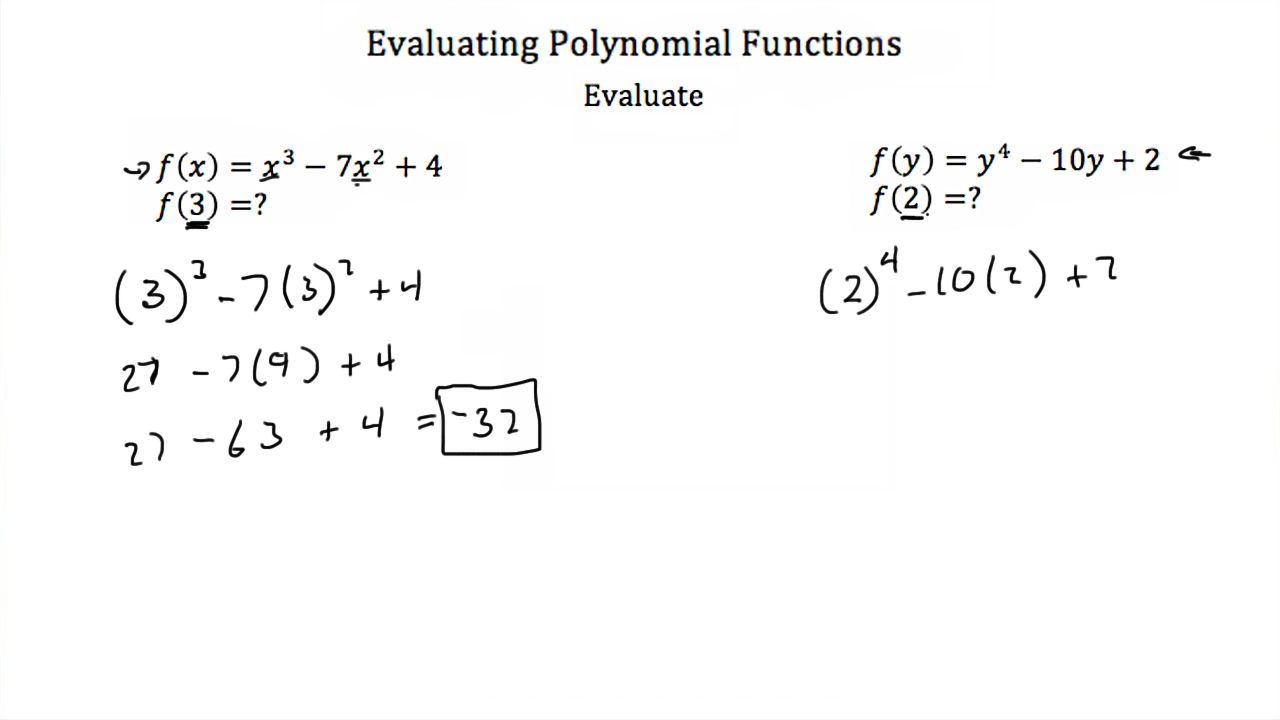 Evaluating Polynomial Functions
Evaluate
f(x) = x³ − 7x² + 4
f(3) =?
(3)³ - 7(3)² + 4
27 - 7(9) + 4
27 - 63 + 4 = -32
f(y) = y⁴ − 10y + 2
f(2) =?
(2)⁴ - 10(2) + 2